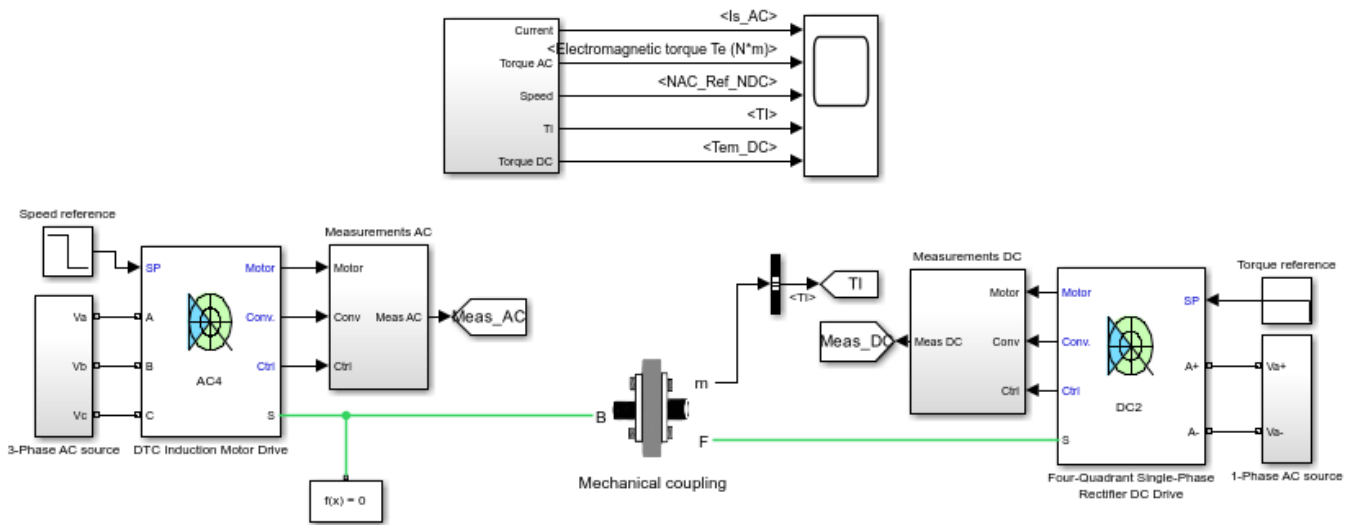 Current
Torque AC
Speed
Tl
Torque DC
<Is_AC>
<Electromagnetic torque Te (N*m)>
<NAC_Ref_NDC>
<Tl>
<Tem_DC>
Speed reference
SP
A
B
C
Motor
Conv.
Ctrl
S
AC4
DTC Induction Motor Drive
Va
Vb
Vc
3-Phase AC source
Measurements AC
Motor
Conv
Ctrl
Meas AC
Meas_AC
f(x) = 0
B
m
F
Mechanical coupling
<Tl>
Tl
Meas_DC
Measurements DC
Motor
Conv
Ctrl
Meas DC
Motor
Conv.
Ctrl
S
SP
A+
A-
DC2
Four-Quadrant Single-Phase
Rectifier DC Drive
Torque reference
Va+
Va-
1-Phase AC source